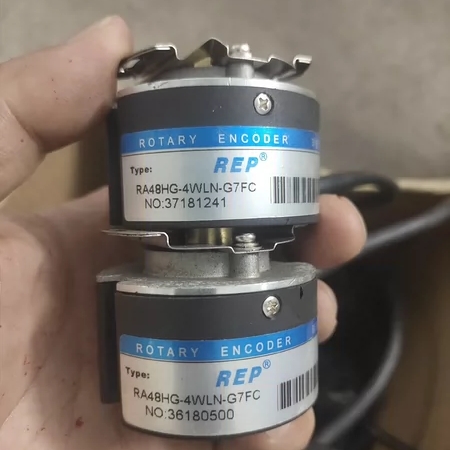 ROTARY ENCODER
Type: REP®
RA48HG-4WLN-G7FC
NO:37181241
ROTARY ENCODER
Type: REP®
RA48HG-4WLN-G7FC
NO:36180500